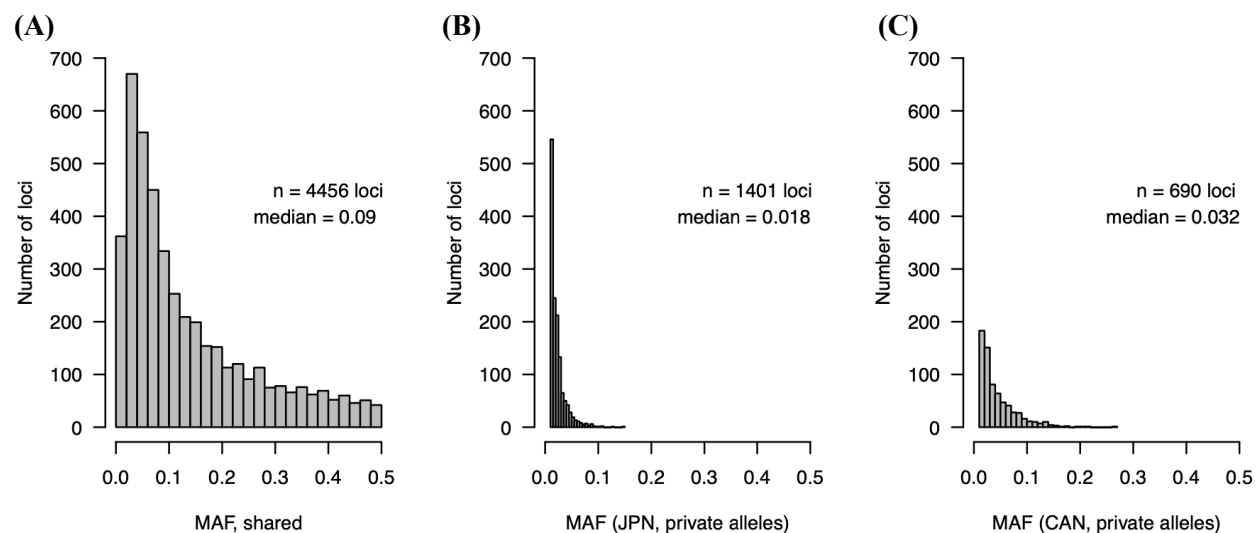 (A)
700
600
500
400
300
200
100
0
Number of loci
n = 4456 loci
median = 0.09
0.0 0.1 0.2 0.3 0.4 0.5
MAF, shared
(B)
700
600
500
400
300
200
100
0
Number of loci
n = 1401 loci
median = 0.018
0.0 0.1 0.2 0.3 0.4 0.5
MAF (JPN, private alleles)
(C)
700
600
500
400
300
200
100
0
Number of loci
n = 690 loci
median = 0.032
0.0 0.1 0.2 0.3 0.4 0.5
MAF (CAN, private alleles)